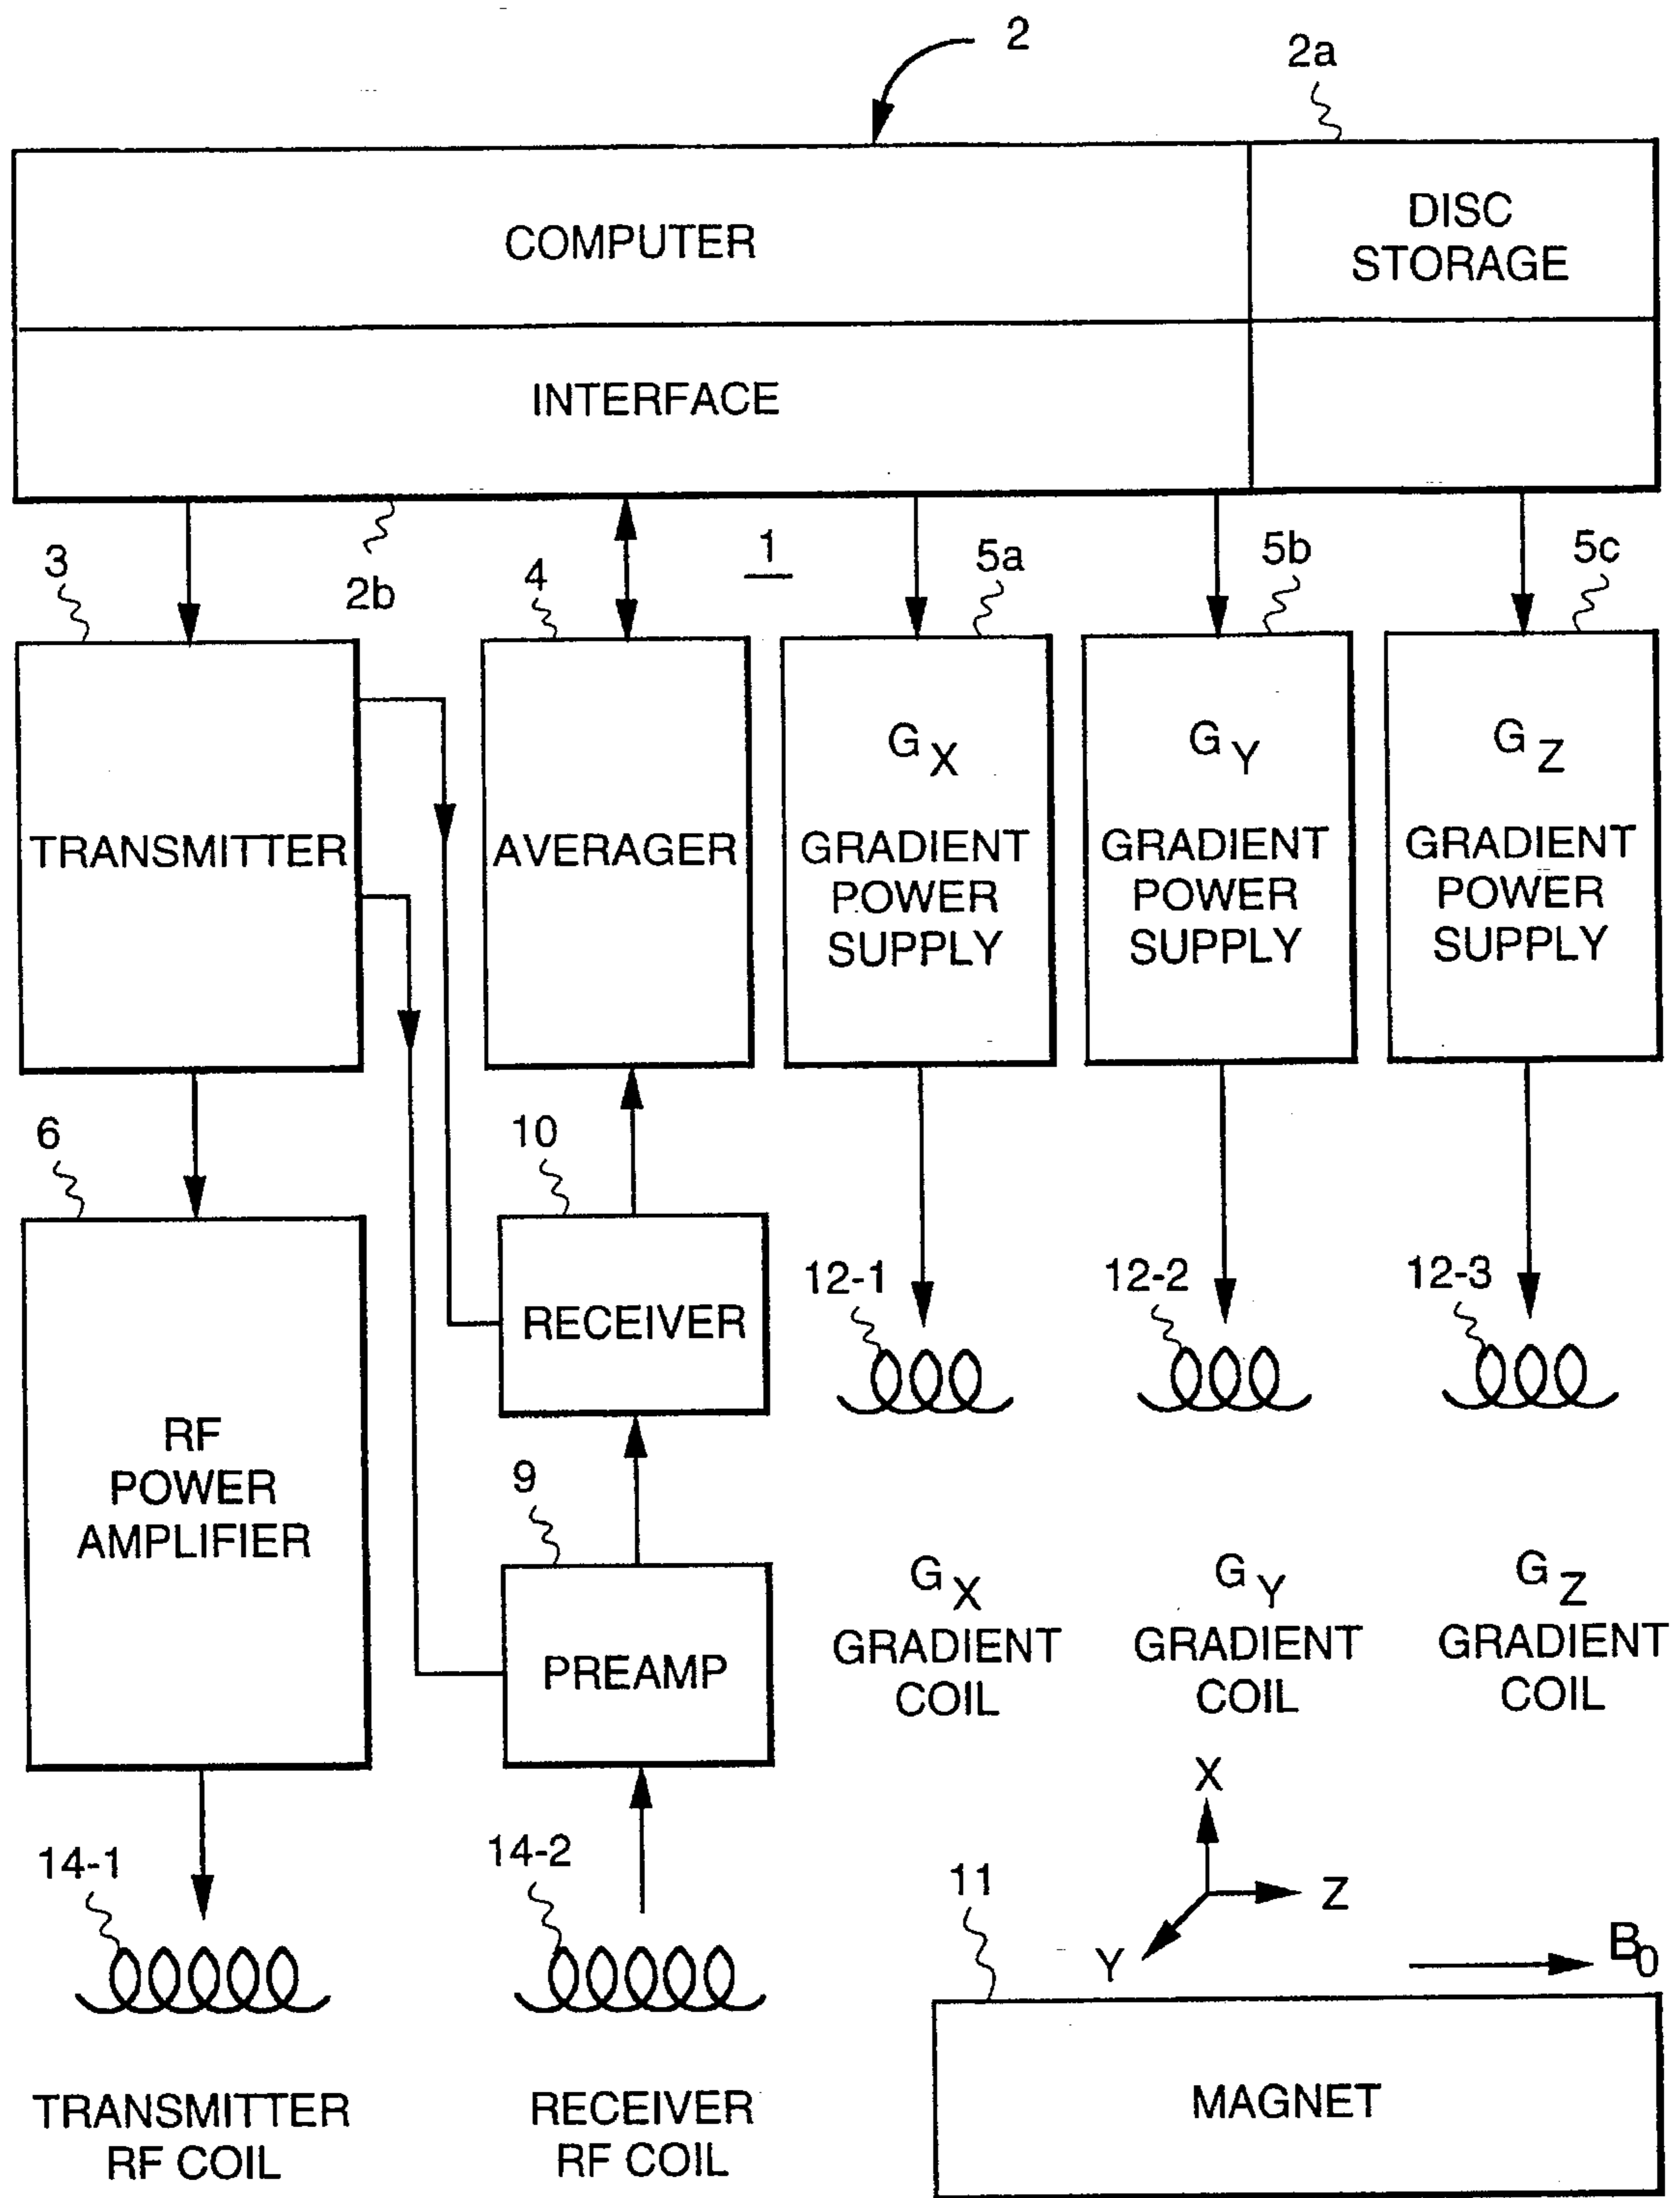 2
2a
COMPUTER
DISC
STORAGE
INTERFACE
3
2b
4
1
5a
5b
5c
TRANSMITTER
AVERAGER
G X
GRADIENT
POWER
SUPPLY
G Y
GRADIENT
POWER
SUPPLY
G Z
GRADIENT
POWER
SUPPLY
6
10
12-1
12-2
12-3
RECEIVER
RF
POWER
AMPLIFIER
9
PREAMP
G X
GRADIENT
COIL
G Y
GRADIENT
COIL
G Z
GRADIENT
COIL
14-1
14-2
11
X
Z
Y
B0
TRANSMITTER
RF COIL
RECEIVER
RF COIL
MAGNET